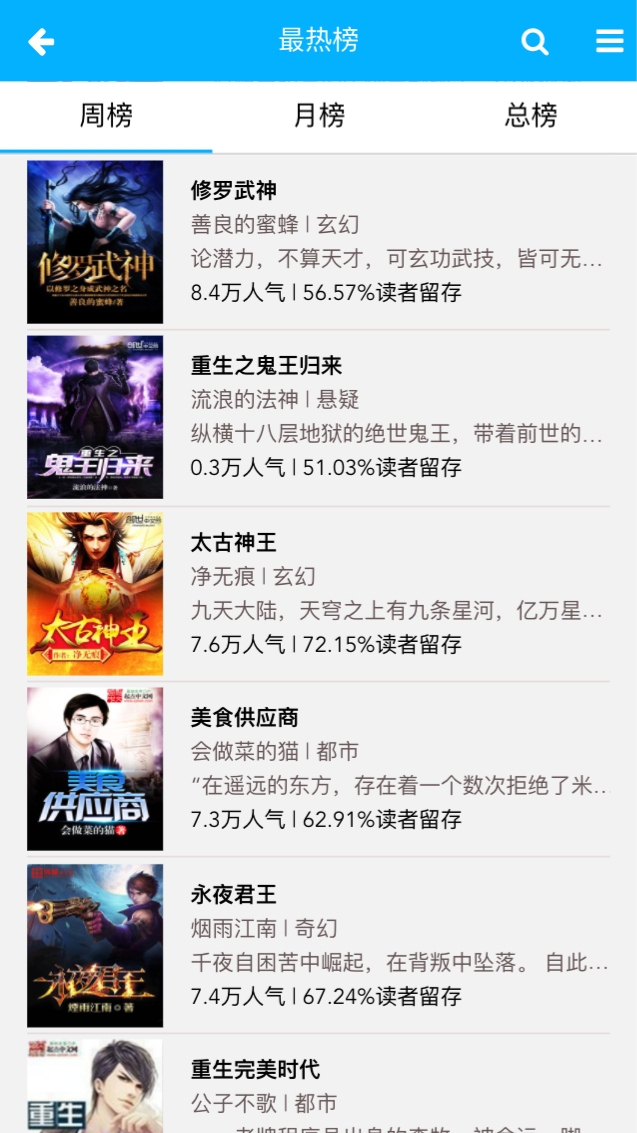 最热榜
周榜
月榜
总榜
修罗武神
以修罗之身成武神之名
善良的蜜蜂/著
修罗武神
善良的蜜蜂 | 玄幻
论潜力，不算天才，可玄功武技，皆可无…
8.4万人气 | 56.57%读者留存
重生之
鬼王归来
流浪的法神 著
重生之鬼王归来
流浪的法神 | 悬疑
纵横十八层地狱的绝世鬼王，带着前世的…
0.3万人气 | 51.03%读者留存
太古神王
作者：净无痕
太古神王
净无痕 | 玄幻
九天大陆，天穹之上有九条星河，亿万星…
7.6万人气 | 72.15%读者留存
起点中文网
美食
供应商
会做菜的猫 著
美食供应商
会做菜的猫 | 都市
“在遥远的东方，存在着一个数次拒绝了米…
7.3万人气 | 62.91%读者留存
永夜君王
煙雨江南 著
永夜君王
烟雨江南 | 奇幻
千夜自困苦中崛起，在背叛中坠落。 自此…
7.4万人气 | 67.24%读者留存
起点中文网
重生
重生完美时代
公子不歌 | 都市